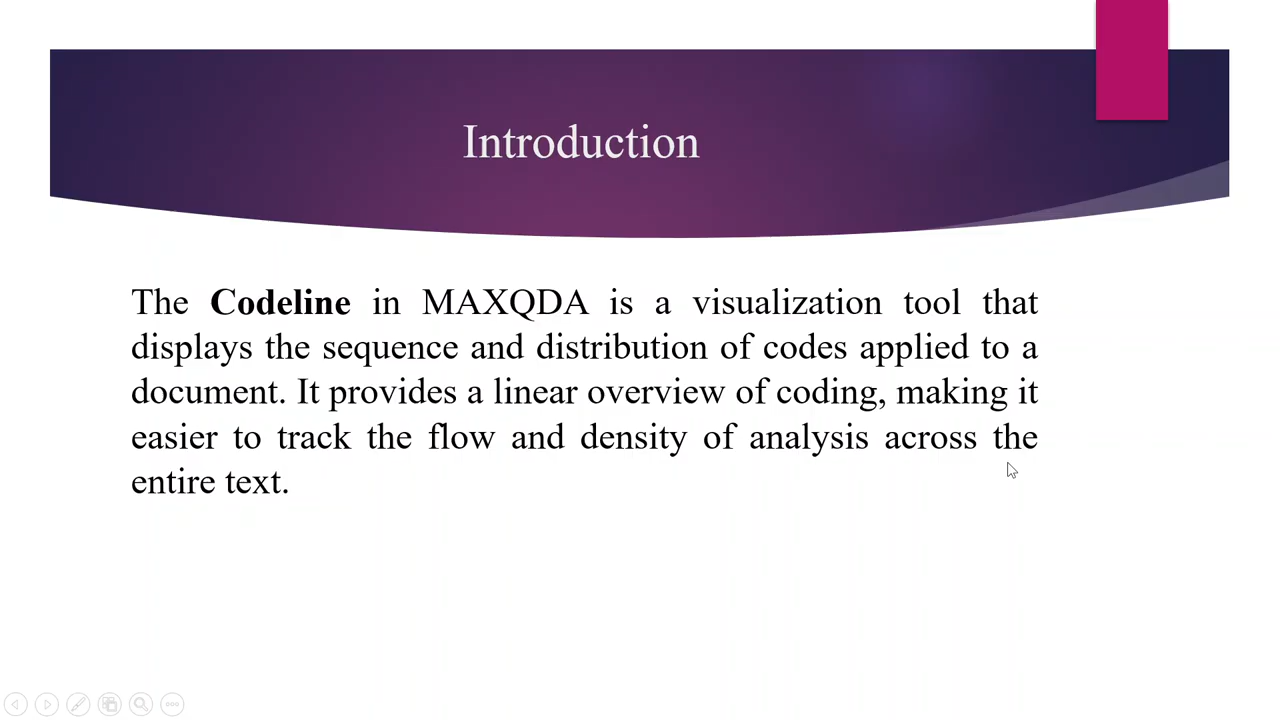 Introduction
The Codeline in MAXQDA is a visualization tool that
displays the sequence and distribution of codes applied to a
document. It provides a linear overview of coding, making it
easier to track the flow and density of analysis across the
entire text.